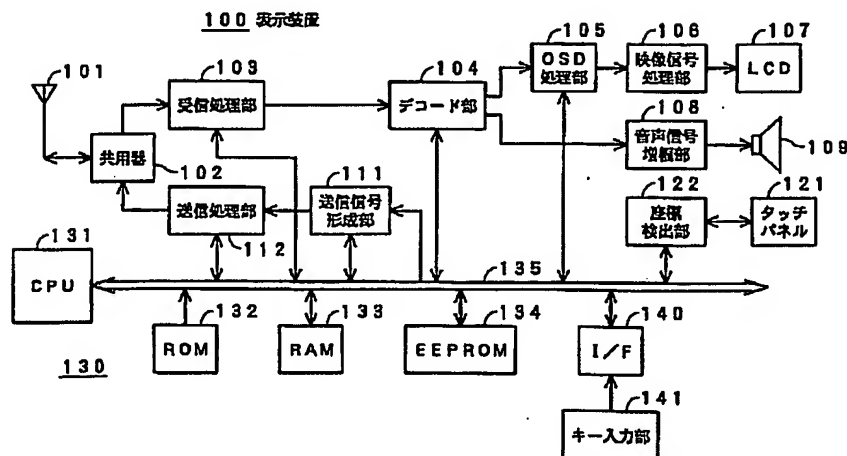 100 表示装置
101
103
受信処理部
104
デコード部
105
OSD
処理部
106
映像信号
処理部
107
LCD
108
音声信号
増幅部
109
共用器
102
111
送信信号
形成部
送信処理部
112
122
座標
検出部
121
タッチ
パネル
131
CPU
135
132
ROM
133
RAM
134
EEPROM
140
I/F
130
141
キー入力部